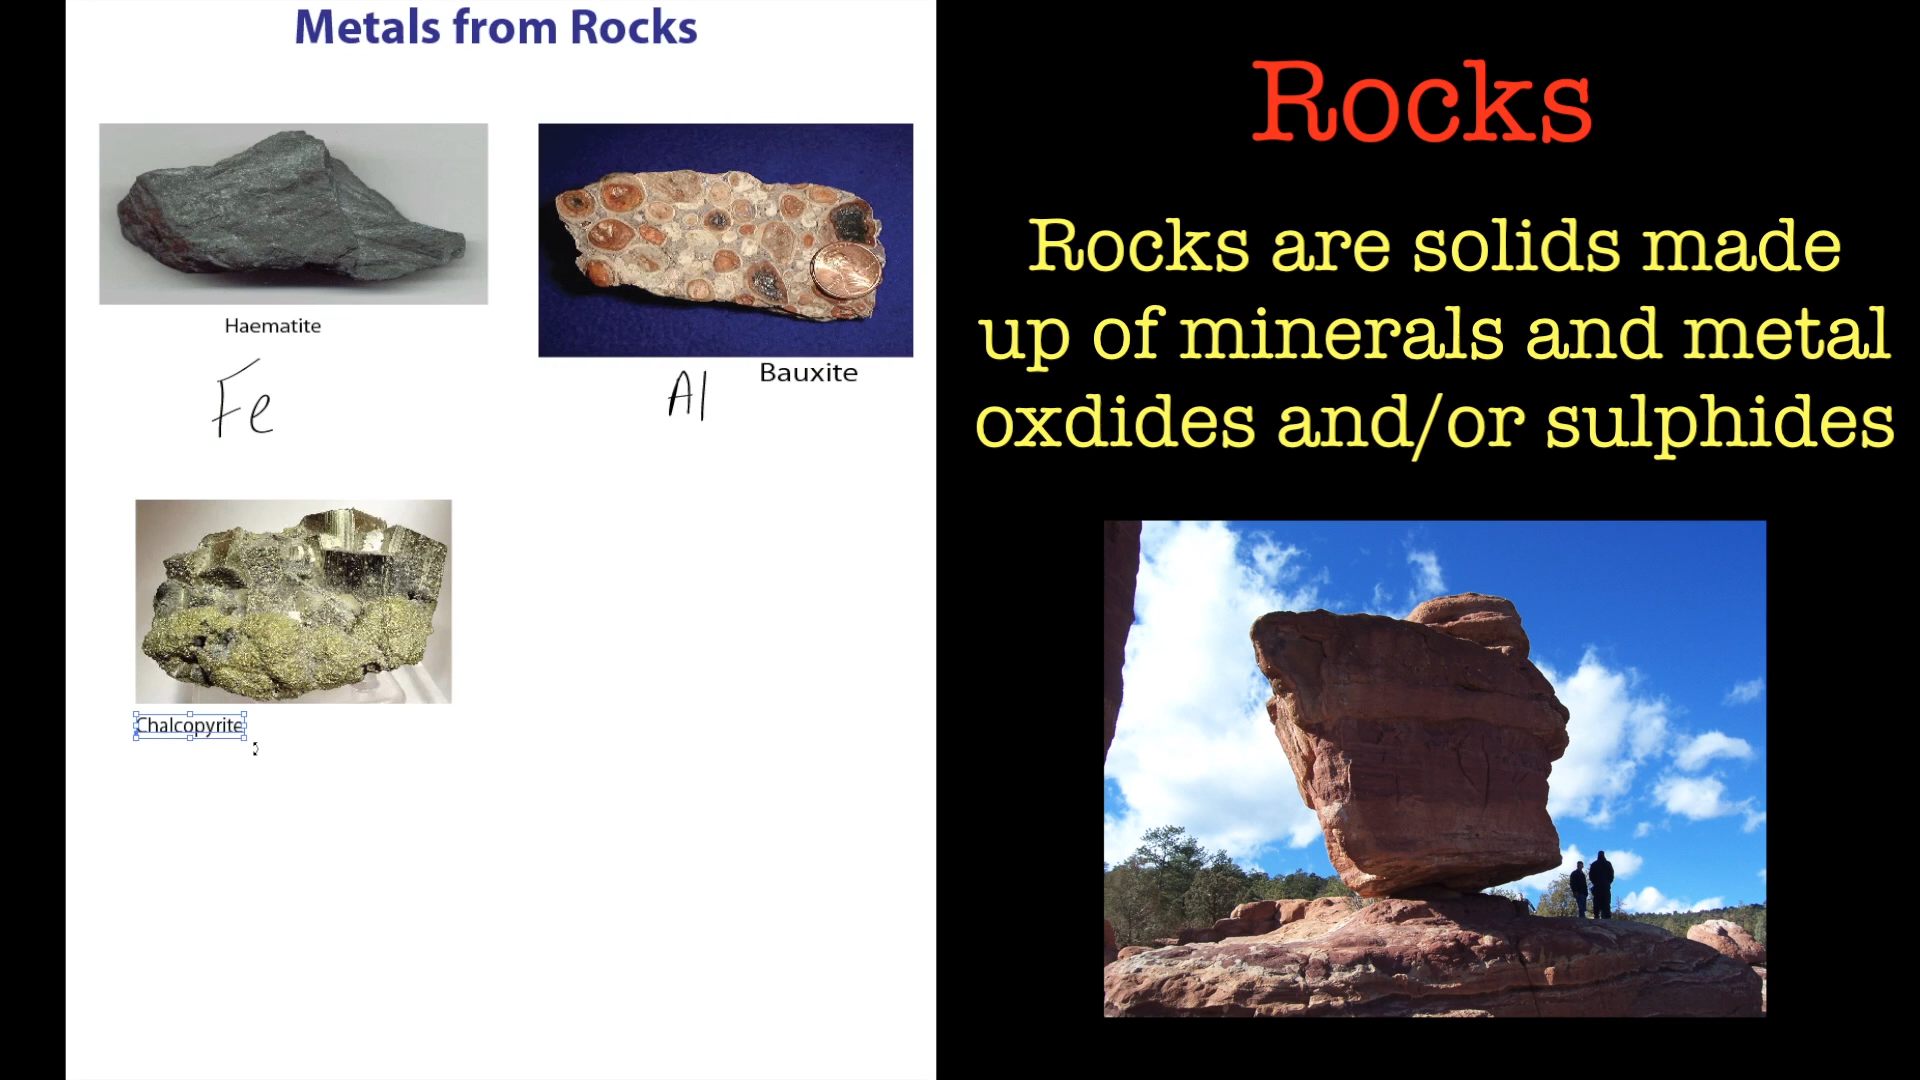 Metals from Rocks
Haematite
Bauxite
Fe
Al
Chalcopyrite
Rocks
Rocks are solids made
up of minerals and metal
oxdides and/or sulphides